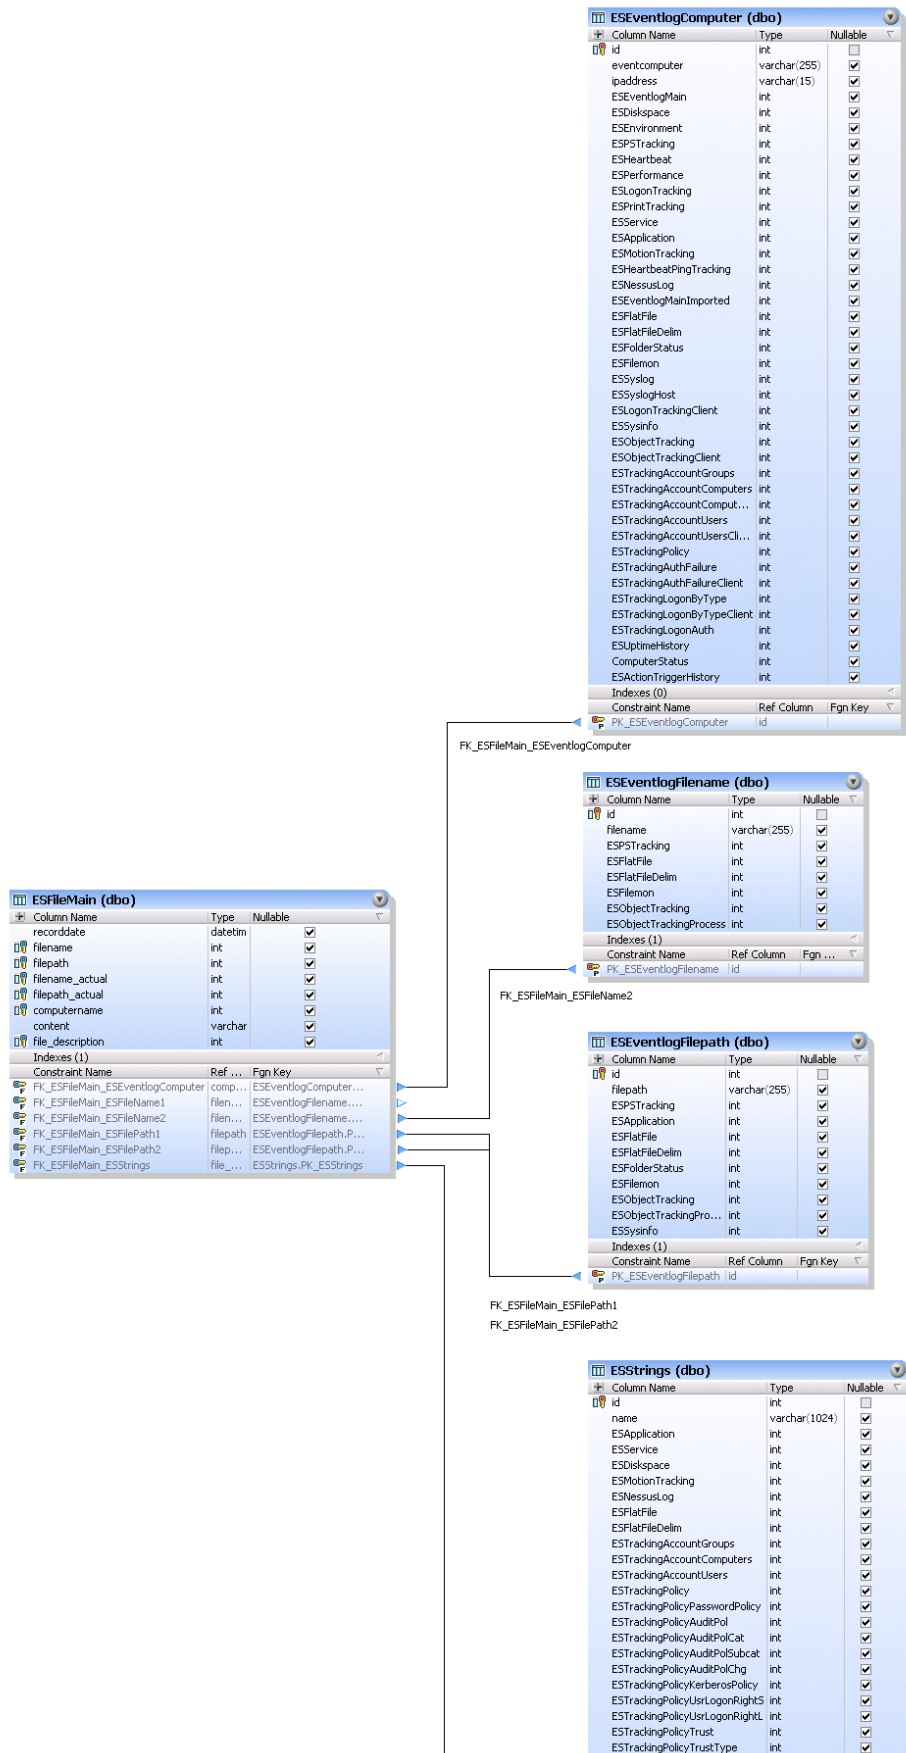 ESEventlogComputer (dbo)
Column Name Type Nullable
id int
eventcomputer varchar(255)
ipaddress varchar(15)
ESEventlogMain int
ESDiskspace int
ESEnvironment int
ESPSTracking int
ESHeartbeat int
ESPerformance int
ESLogonTracking int
ESPrintTracking int
ESService int
ESApplication int
ESMotionTracking int
ESHeartbeatPingTracking int
ESNessusLog int
ESEventlogMainImported int
ESFlatFile int
ESFlatFileDelim int
ESFolderStatus int
ESFilemon int
ESSyslog int
ESSyslogHost int
ESLogonTrackingClient int
ESSysinfo int
ESObjectTracking int
ESObjectTrackingClient int
ESTrackingAccountGroups int
ESTrackingAccountComputers int
ESTrackingAccountComput... int
ESTrackingAccountUsers int
ESTrackingAccountUsersCli... int
ESTrackingPolicy int
ESTrackingAuthFailure int
ESTrackingAuthFailureClient int
ESTrackingLogonByType int
ESTrackingLogonByTypeClient int
ESTrackingLogonAuth int
ESUptimeHistory int
ComputerStatus int
ESActionTriggerHistory int
Indexes (0)
Constraint Name Ref Column Fgn Key
PK_ESEventlogComputer id
FK_ESFileMain_ESEventlogComputer
ESEventlogFilename (dbo)
Column Name Type Nullable
id int
filename varchar(255)
ESPSTracking int
ESFlatFile int
ESFlatFileDelim int
ESFilemon int
ESObjectTracking int
ESObjectTrackingProcess int
Indexes (1)
Constraint Name Ref Column Fgn ...
PK_ESEventlogFilename id
FK_ESFileMain_ESFileName2
ESFileMain (dbo)
Column Name Type Nullable
recorddate datetim
filename int
filepath int
filename_actual int
filepath_actual int
computername int
content varchar
file_description int
Indexes (1)
Constraint Name Ref ... Fgn Key
FK_ESFileMain_ESEventlogComputer comp... ESEventlogComputer...
FK_ESFileMain_ESFileName1 filen... ESEventlogFilename....
FK_ESFileMain_ESFileName2 filen... ESEventlogFilename....
FK_ESFileMain_ESFilePath1 filepath ESEventlogFilepath.P...
FK_ESFileMain_ESFilePath2 filep... ESEventlogFilepath.P...
FK_ESFileMain_ESStrings file_... ESStrings.PK_ESStrings
ESEventlogFilepath (dbo)
Column Name Type Nullable
id int
filepath varchar(255)
ESPSTracking int
ESApplication int
ESFlatFile int
ESFlatFileDelim int
ESFolderStatus int
ESFilemon int
ESObjectTracking int
ESObjectTrackingPro... int
ESSysinfo int
Indexes (1)
Constraint Name Ref Column Fgn Key
PK_ESEventlogFilepath id
FK_ESFileMain_ESFilePath1
FK_ESFileMain_ESFilePath2
ESStrings (dbo)
Column Name Type Nullable
id int
name varchar(1024)
ESApplication int
ESService int
ESDiskspace int
ESMotionTracking int
ESNessusLog int
ESFlatFile int
ESFlatFileDelim int
ESTrackingAccountGroups int
ESTrackingAccountComputers int
ESTrackingAccountUsers int
ESTrackingPolicy int
ESTrackingPolicyPasswordPolicy int
ESTrackingPolicyAuditPol int
ESTrackingPolicyAuditPolCat int
ESTrackingPolicyAuditPolSubcat int
ESTrackingPolicyAuditPolChg int
ESTrackingPolicyKerberosPolicy int
ESTrackingPolicyUsrLogonRightS int
ESTrackingPolicyUsrLogonRightL int
ESTrackingPolicyTrust int
ESTrackingPolicyTrustType int